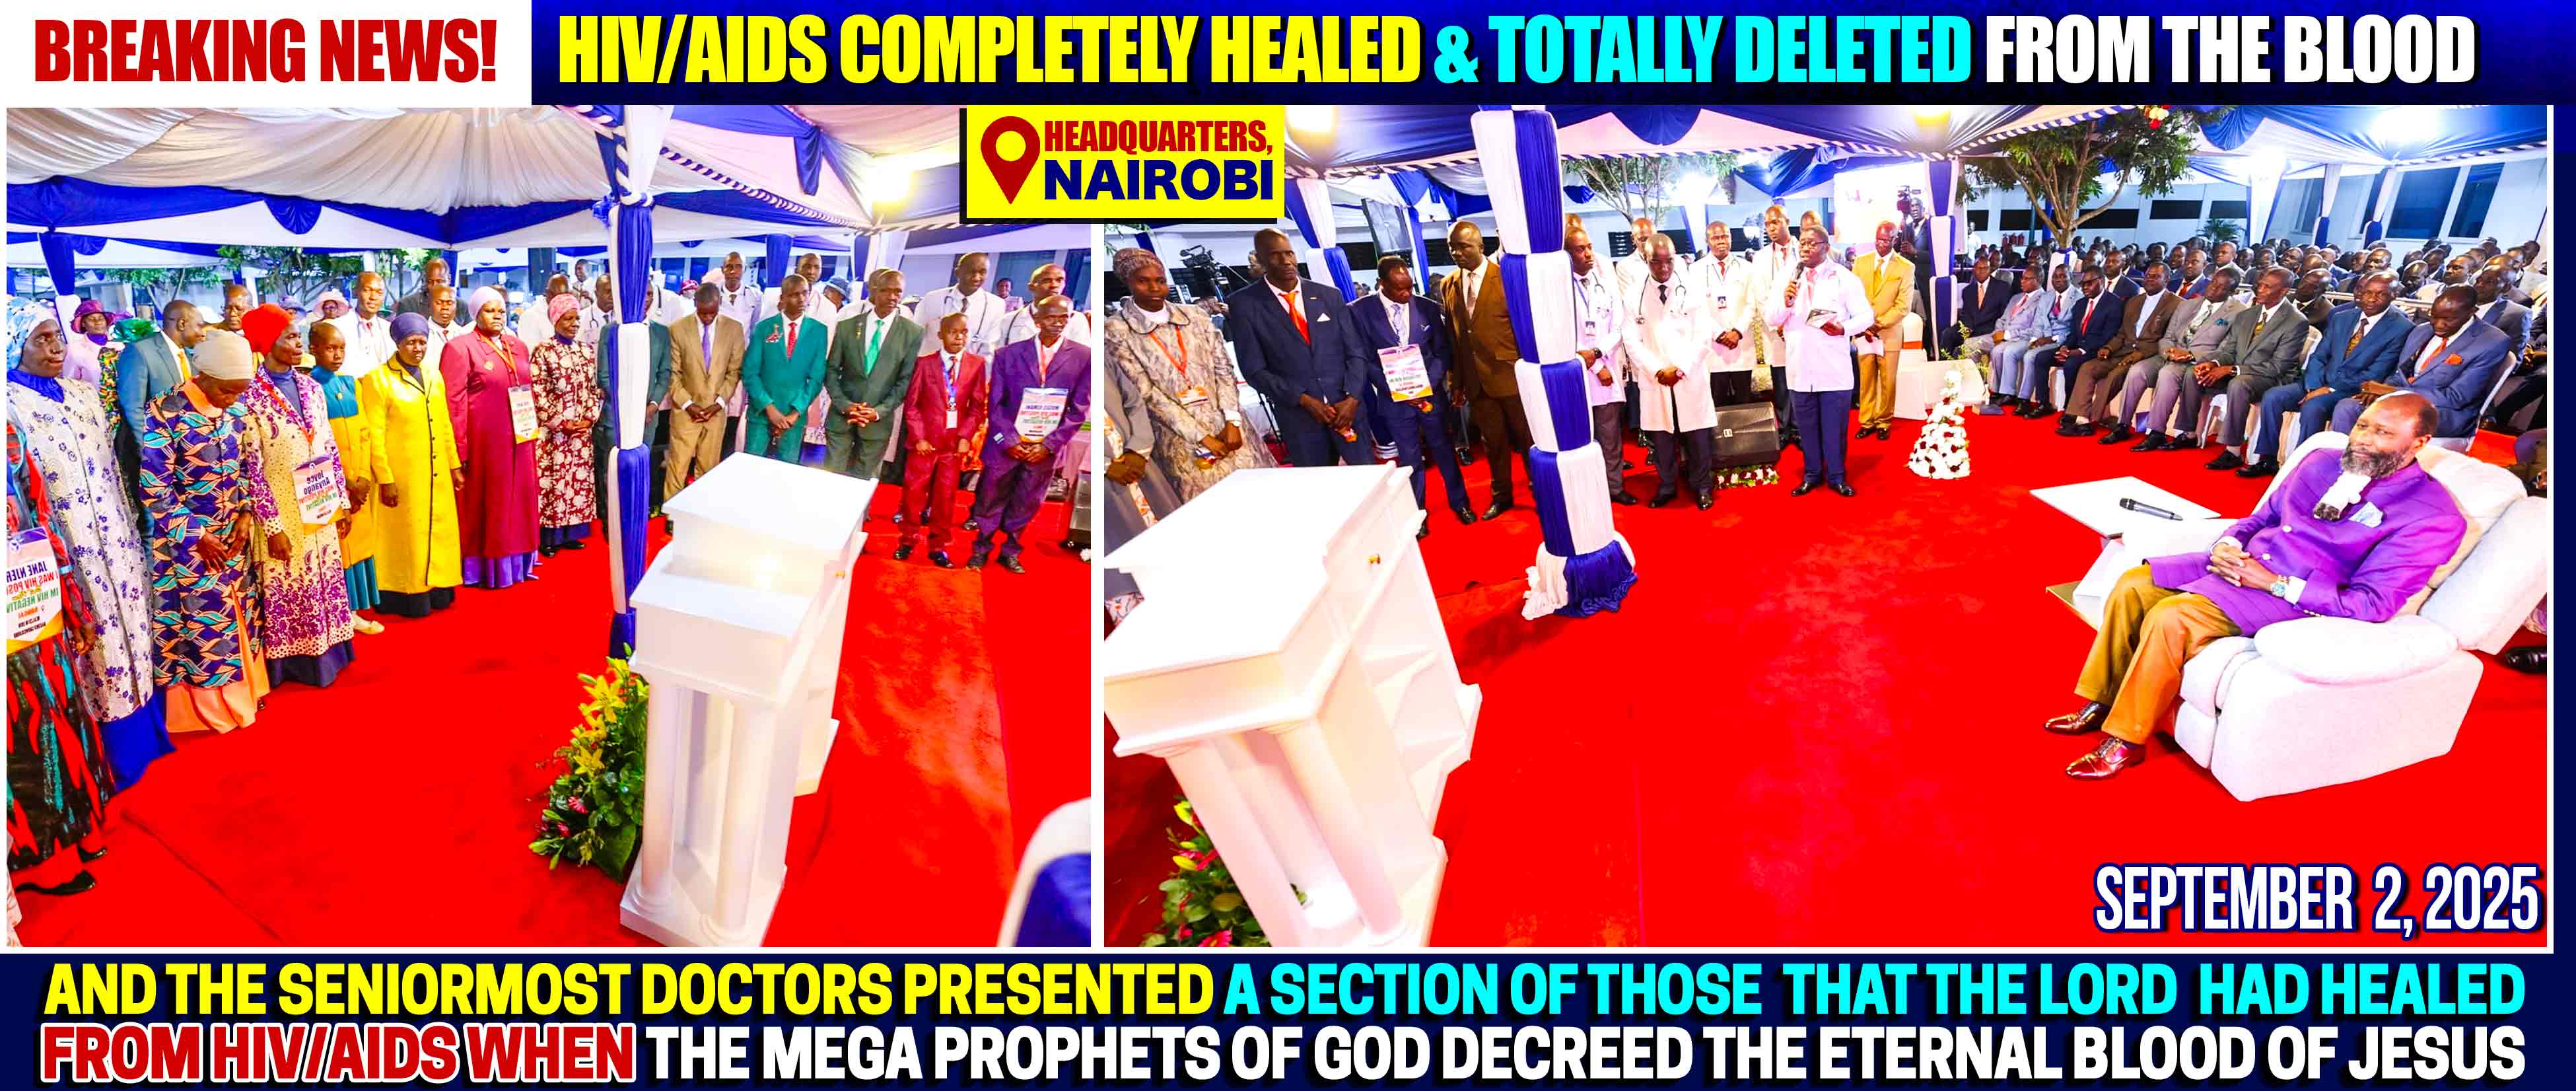 BREAKING NEWS!
HIV/AIDS COMPLETELY HEALED & TOTALLY DELETED FROM THE BLOOD
HEADQUARTERS,
NAIROBI
Joyce
Anyango
SEPTEMBER 2, 2025
AND THE SENIORMOST DOCTORS PRESENTED A SECTION OF THOSE THAT THE LORD HAD HEALED
FROM HIV/AIDS WHEN THE MEGA PROPHETS OF GOD DECREED THE ETERNAL BLOOD OF JESUS